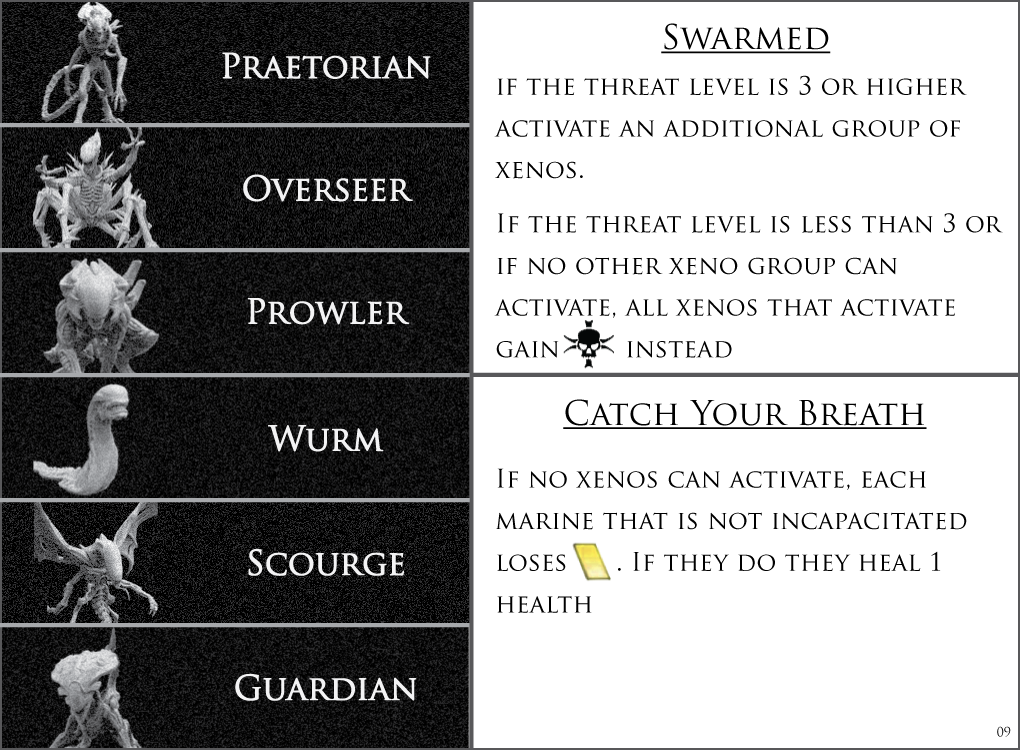 Praetorian
Overseer
Prowler
Wurm
Scourge
Guardian
Swarmed
if the threat level is 3 or higher
activate an additional group of
xenos.
If the threat level is less than 3 or
if no other xeno group can
activate, all xenos that activate
gain instead
Catch Your Breath
If no xenos can activate, each
marine that is not incapacitated
loses . If they do they heal 1
health
09